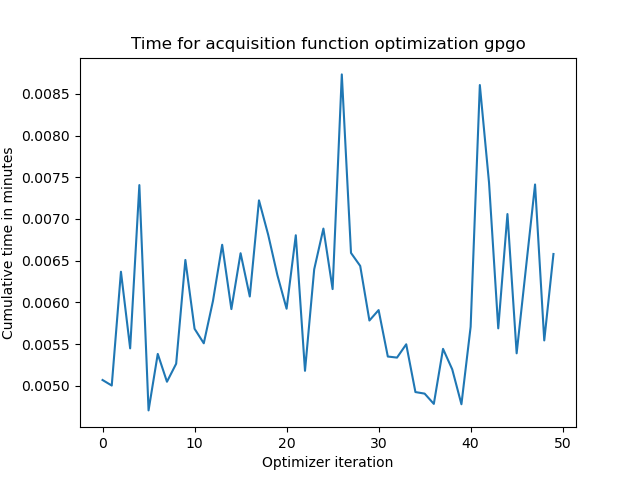 Time for acquisition function optimization gpgo
Cumulative time in minutes
0.0085
0.0080
0.0075
0.0070
0.0065
0.0060
0.0055
0.0050
0 10 20 30 40 50
Optimizer iteration